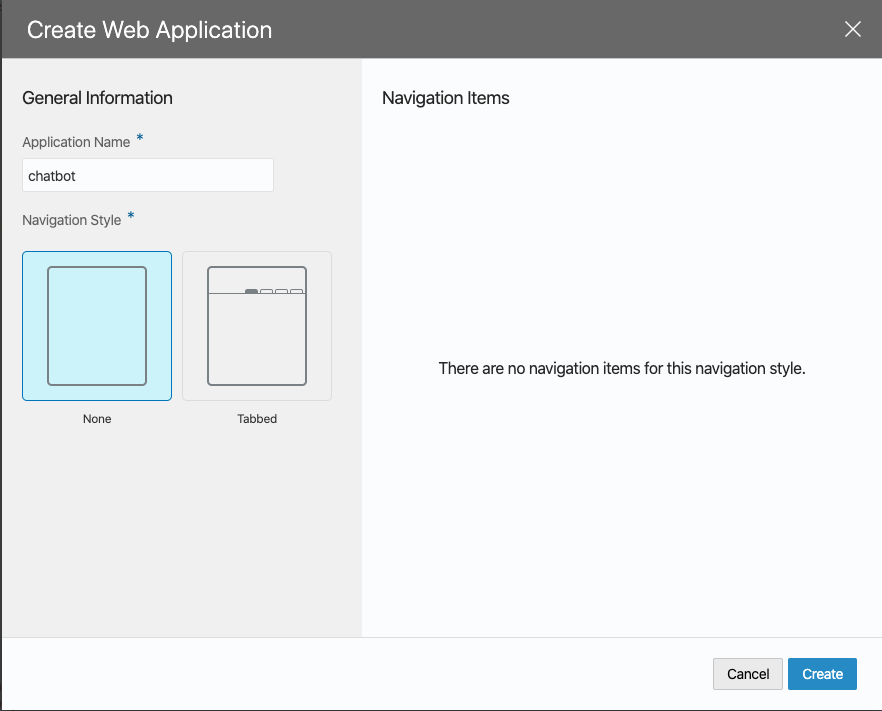 Create Web Application
General Information
Application Name *
chatbot
Navigation Style *
None
Tabbed
Navigation Items
There are no navigation items for this navigation style.
Cancel
Create